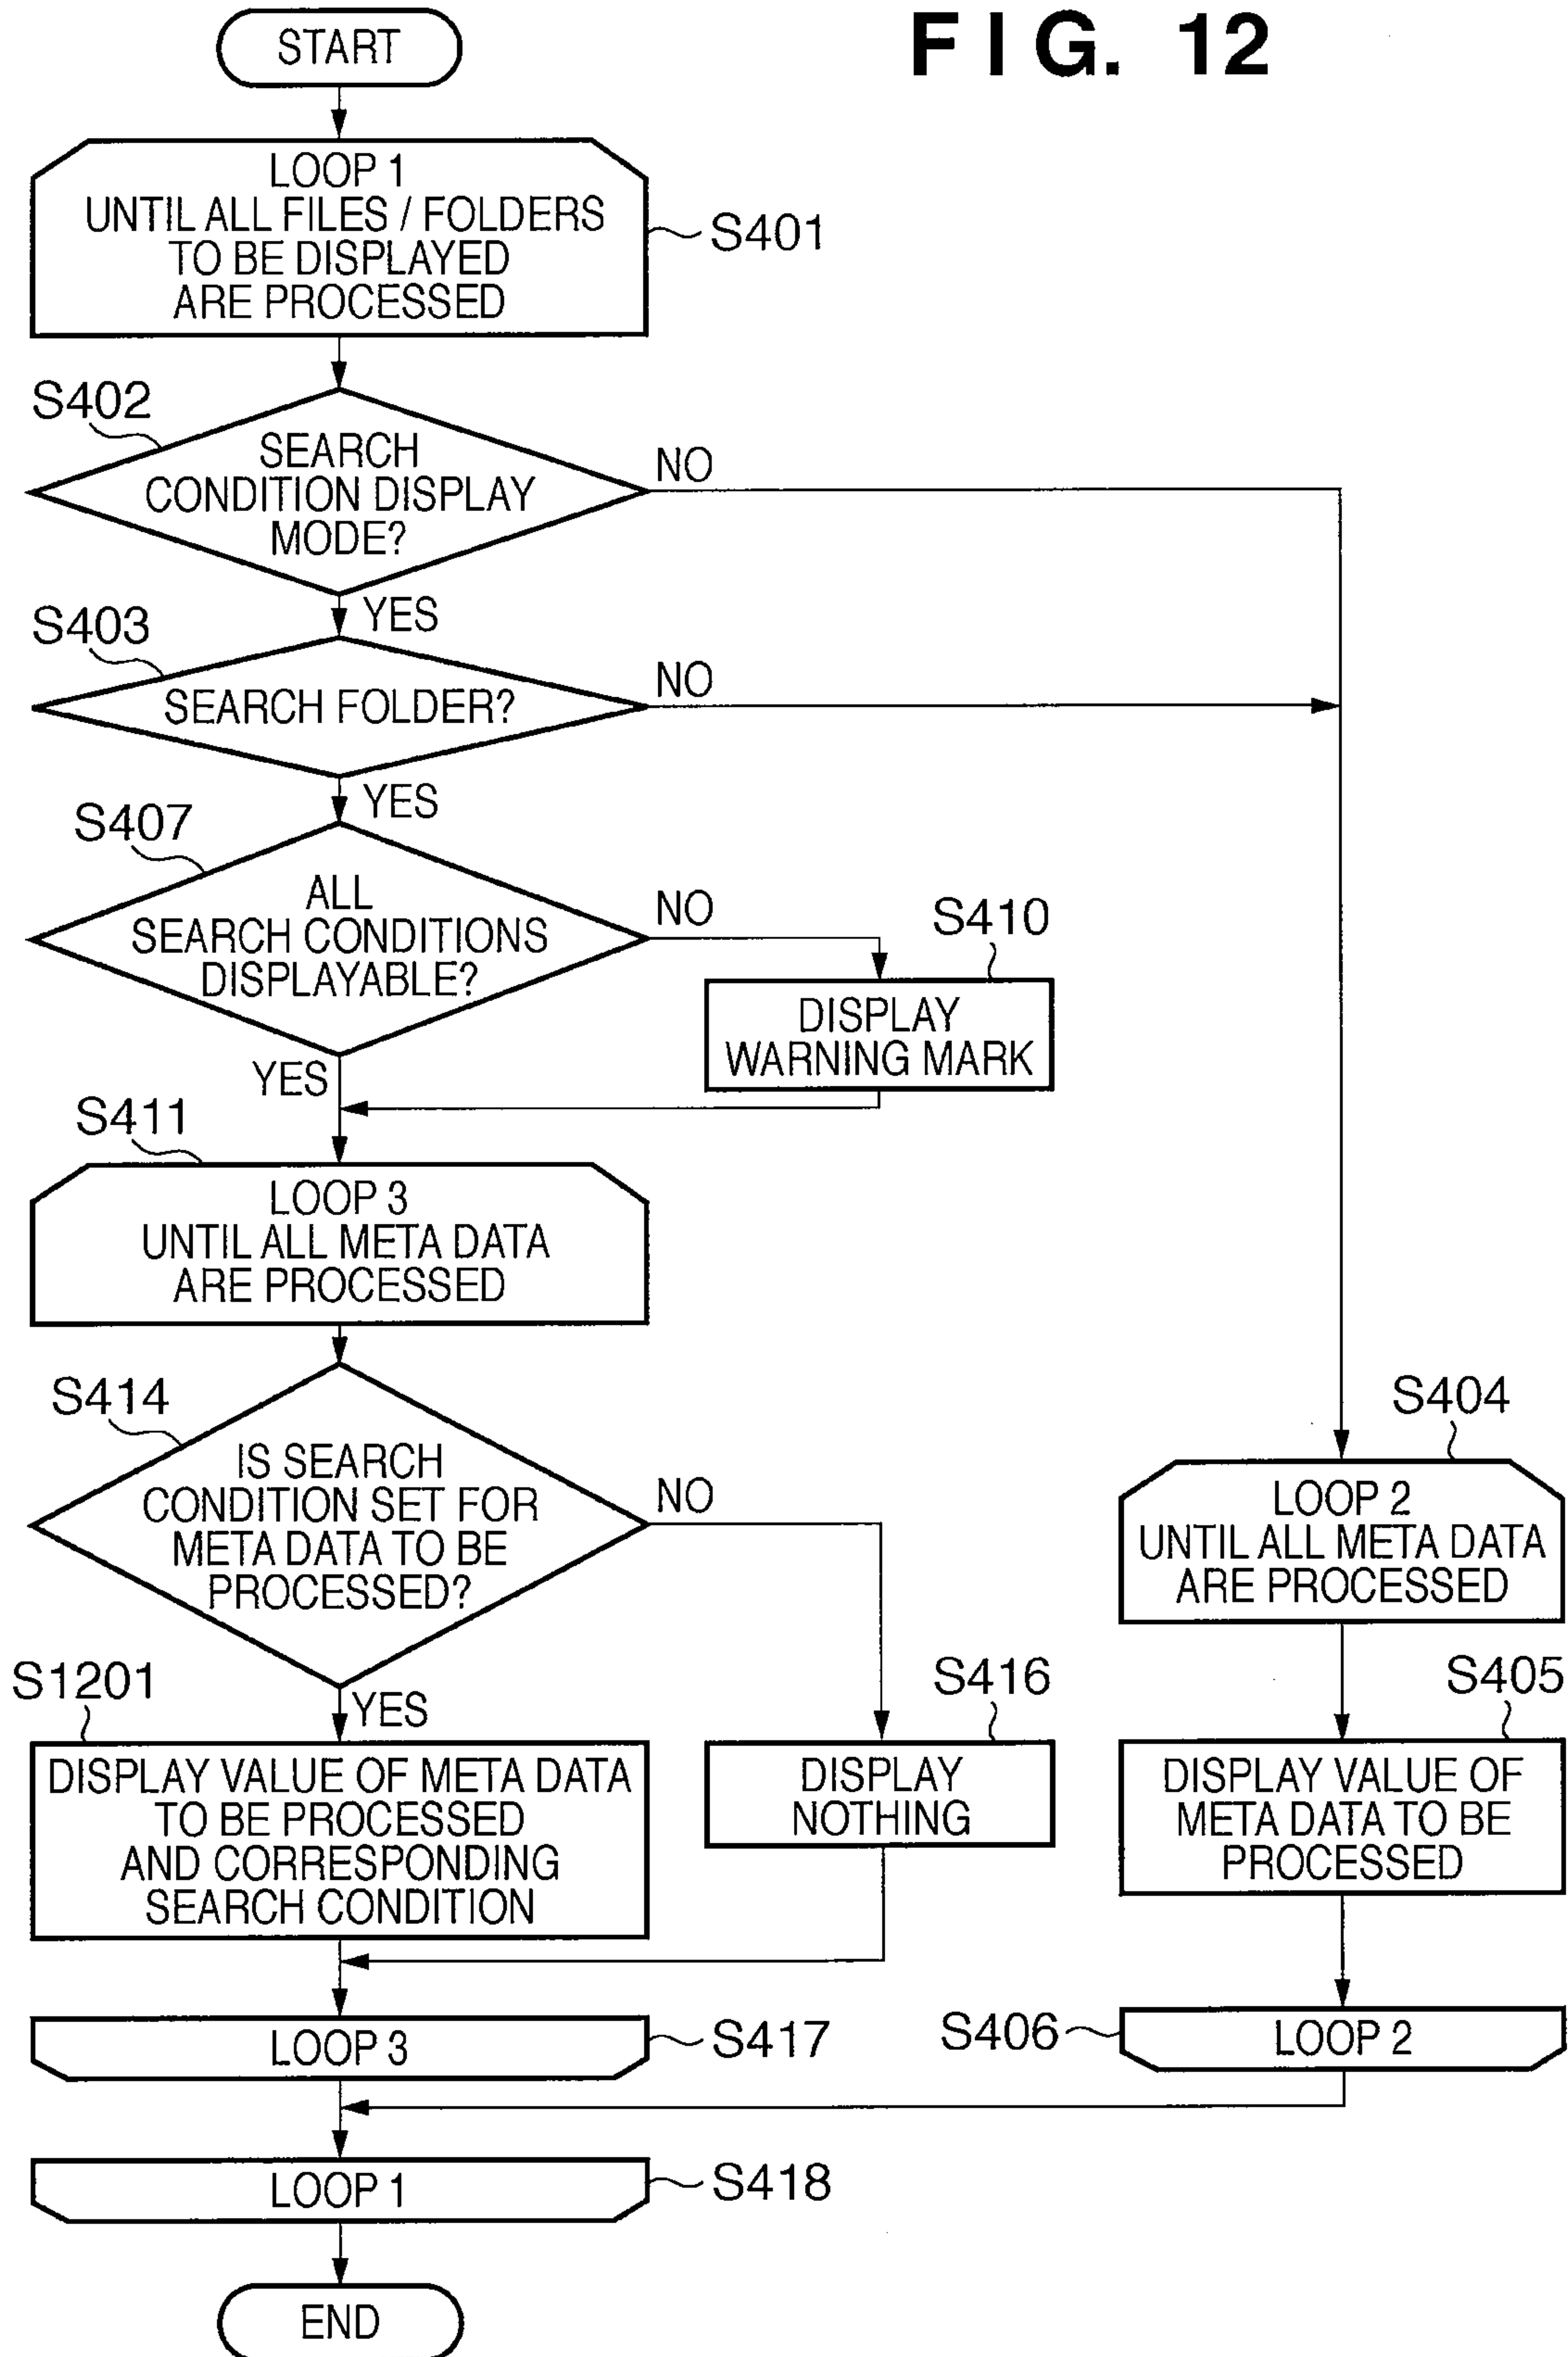 FIG. 12
START
LOOP 1
UNTIL ALL FILES / FOLDERS
TO BE DISPLAYED
ARE PROCESSED
S401
S402
SEARCH
CONDITION DISPLAY
MODE?
NO
YES
S403
SEARCH FOLDER?
NO
YES
S407
ALL
SEARCH CONDITIONS
DISPLAYABLE?
NO
S410
DISPLAY
WARNING MARK
YES
S411
LOOP 3
UNTIL ALL META DATA
ARE PROCESSED
S414
IS SEARCH
CONDITION SET FOR
META DATA TO BE
PROCESSED?
NO
S404
LOOP 2
UNTIL ALL META DATA
ARE PROCESSED
S1201
YES
DISPLAY VALUE OF META DATA
TO BE PROCESSED
AND CORRESPONDING
SEARCH CONDITION
S416
DISPLAY
NOTHING
S405
DISPLAY VALUE OF
META DATA TO BE
PROCESSED
LOOP 3
S417
S406
LOOP 2
LOOP 1
S418
END